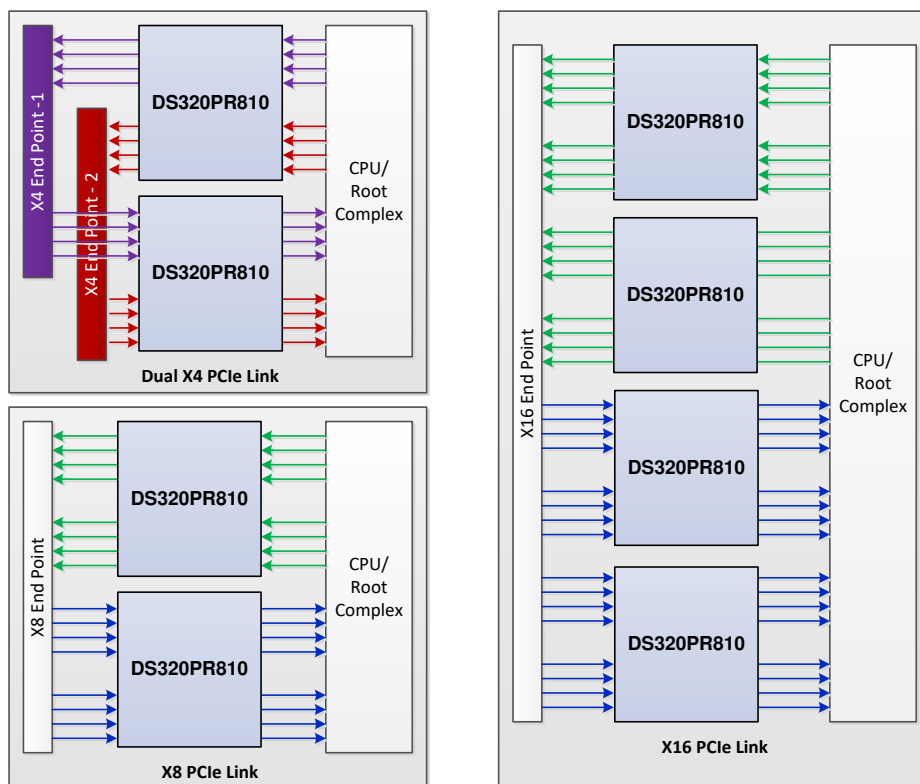 X4 End Point -1
X4 End Point - 2
DS320PR810
DS320PR810
CPU/
Root
Complex
Dual X4 PCIe Link
X8 End Point
DS320PR810
DS320PR810
CPU/
Root
Complex
X8 PCIe Link
X16 End Point
DS320PR810
DS320PR810
DS320PR810
DS320PR810
CPU/
Root
Complex
X16 PCIe Link